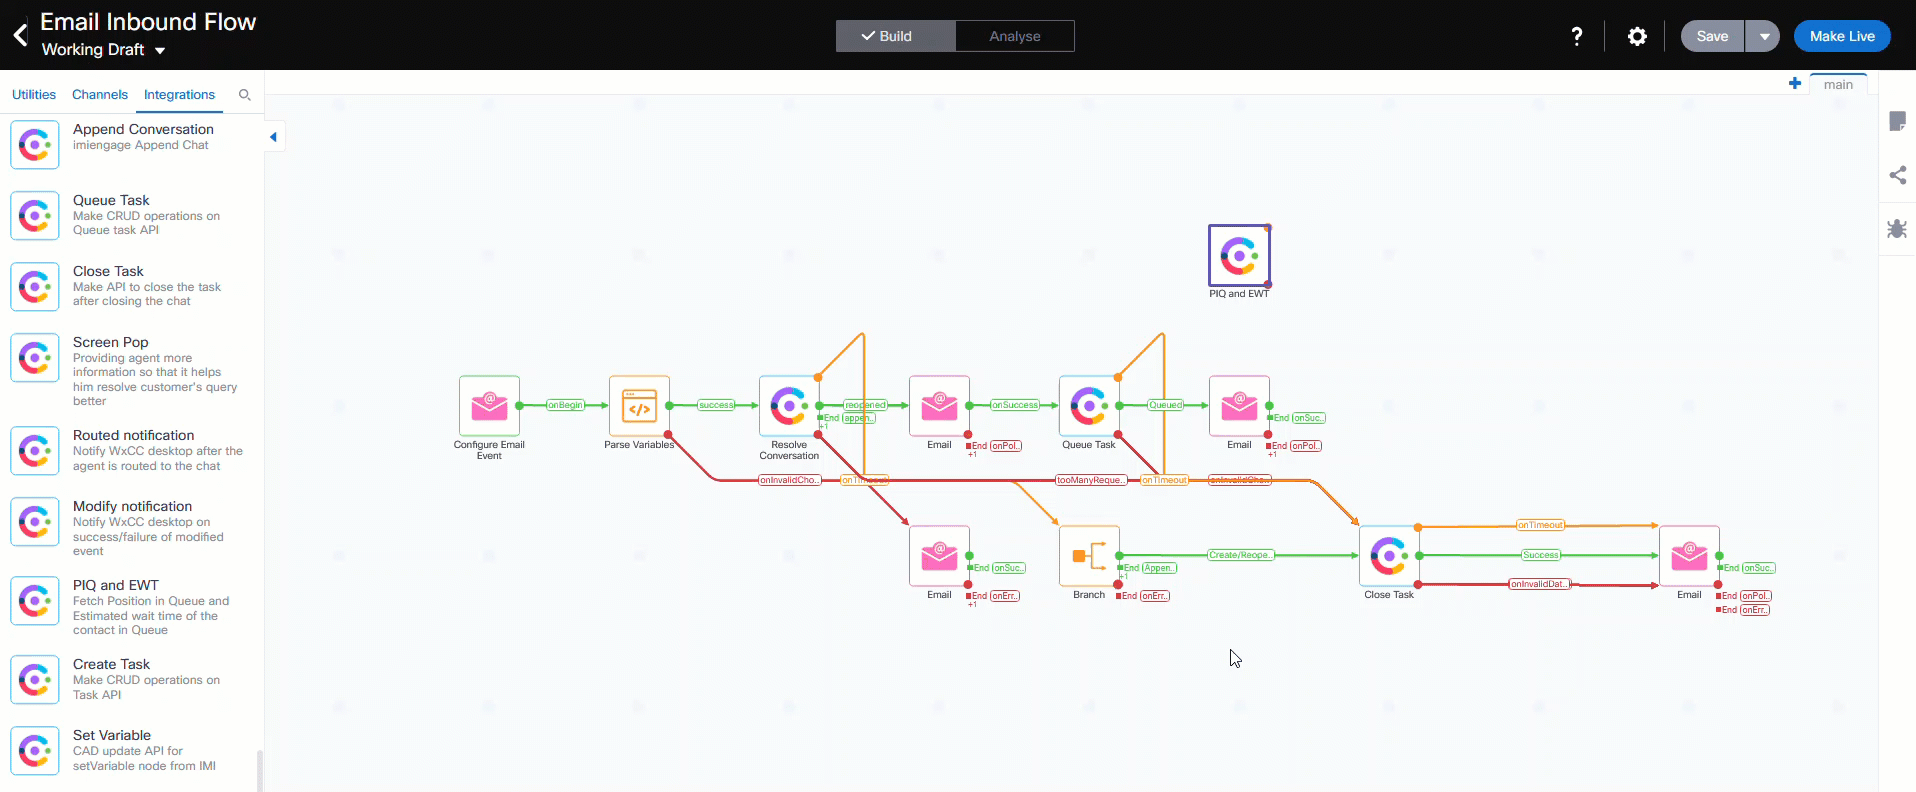 Email Inbound Flow
Working Draft
Build
Analyse
?
Save
Make Live
Utilities
Channels
Integrations
main
Append Conversation
imiengage Append Chat
Queue Task
Make CRUD operations on
Queue task API
Close Task
Make API to close the task
after closing the chat
Screen Pop
Providing agent more
information so that it helps
him resolve customer's query
better
Routed notification
Notify WxCC desktop after the
agent is routed to the chat
Modify notification
Notify WxCC desktop on
success/failure of modified
event
PIQ and EWT
Fetch Position in Queue and
Estimated wait time of the
contact in Queue
Create Task
Make CRUD operations on
Task API
Set Variable
CAD update API for
setVariable node from IMI
PIQ and EWT
onBegin
success
reopened
End appen..
+1
onSuccess
Queued
End onSuc..
Configure Email
Event
Parse Variables
Resolve
Conversation
Email
End onPol..
+1
Queue Task
Email
End onPol..
+1
onInvalidCho..
onTimeout
tooManyReque..
onTimeout
onInvalidCho..
Email
End onSuc..
End onErr..
+1
Branch
Create/Reope..
End Appen..
+1
End onErr..
Close Task
onTimeout
Success
onInvalidDat..
Email
End onSuc..
End onPol..
End onErr..